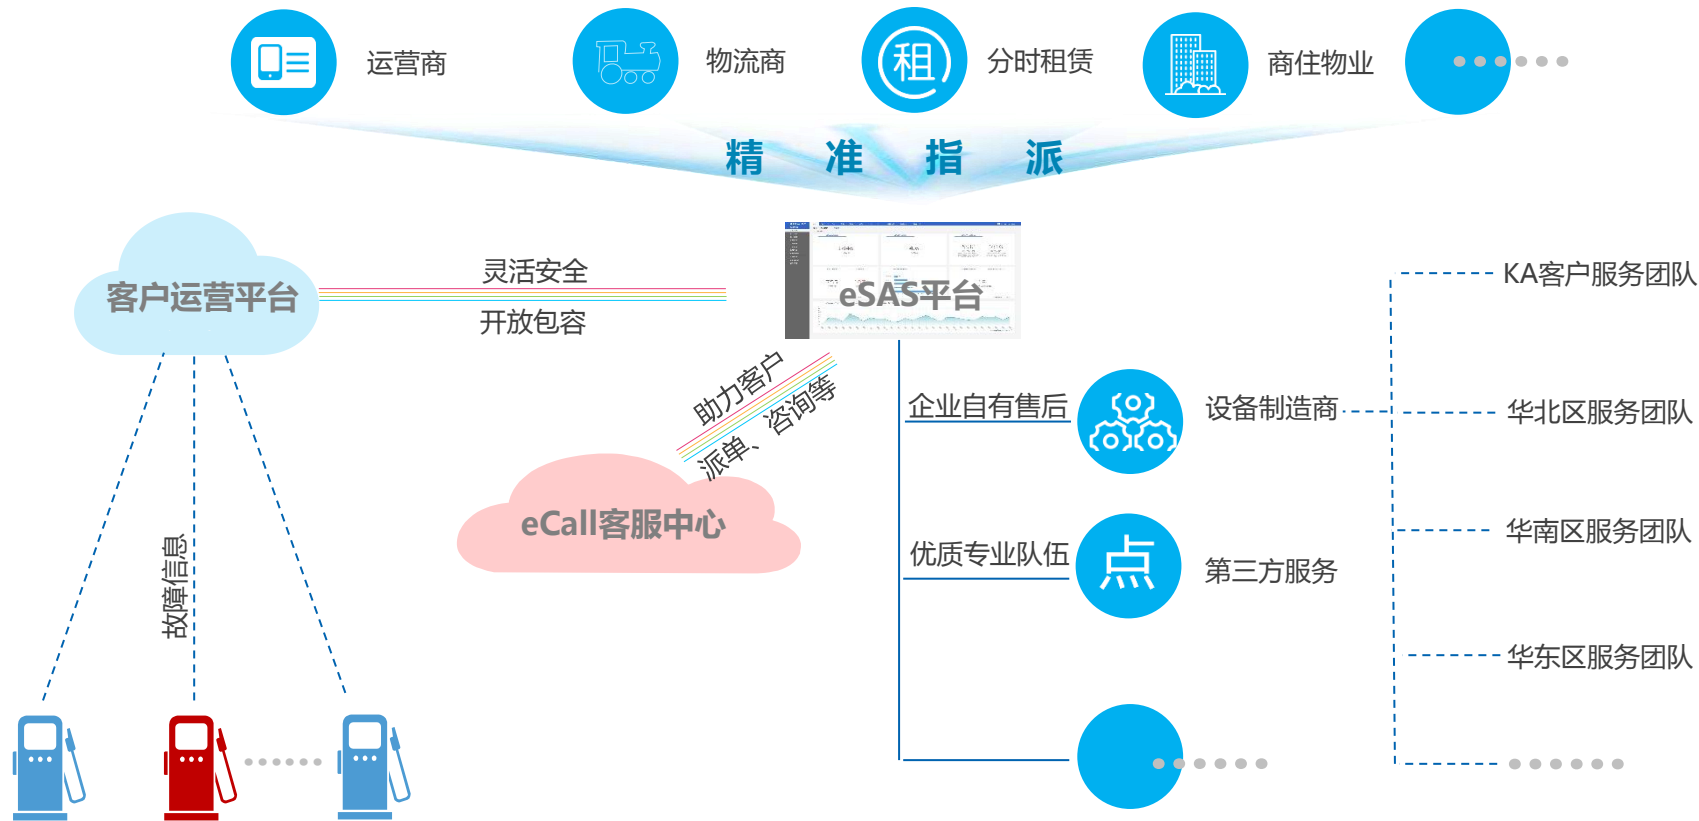 运营商
物流商
租
分时租赁
商住物业
精准指派
客户运营平台
灵活安全
开放包容
eSAS平台
助力客户
派单、咨询等
eCall客服中心
故障信息
企业自有售后
设备制造商
优质专业队伍
点
第三方服务
KA客户服务团队
华北区服务团队
华南区服务团队
华东区服务团队